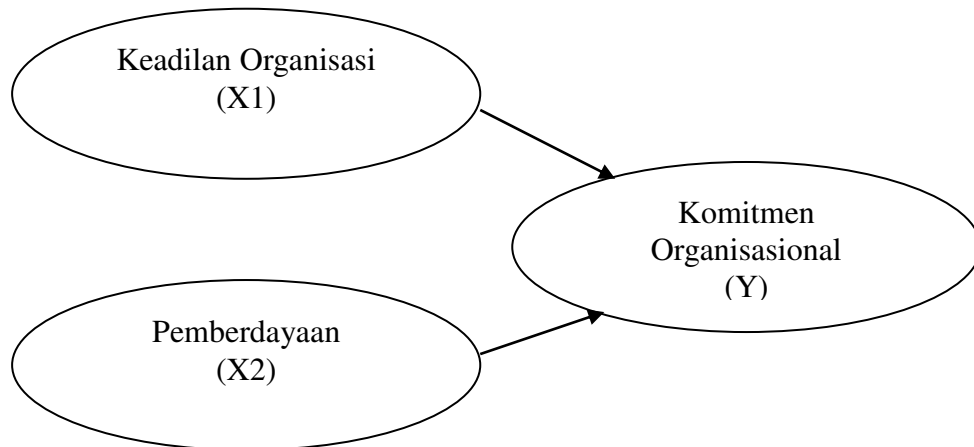 Keadilan Organisasi
(X1)
Komitmen
Organisasional
(Y)
Pemberdayaan
(X2)